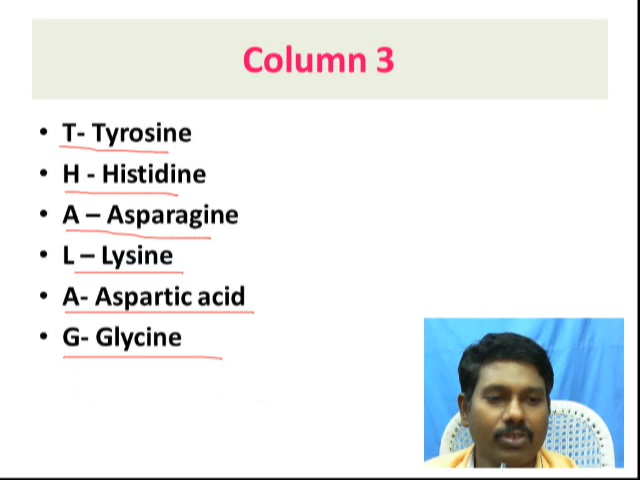 Column 3
• T- Tyrosine
• H - Histidine
• A – Asparagine
• L – Lysine
• A- Aspartic acid
• G- Glycine